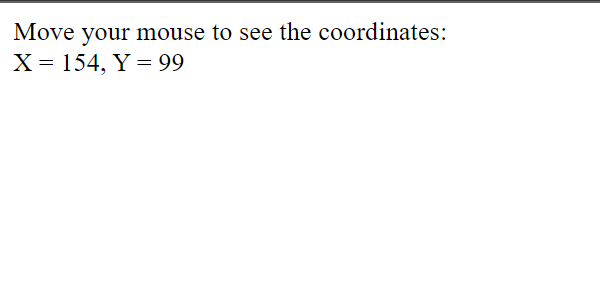 Move your mouse to see the coordinates:
X = 154, Y = 99